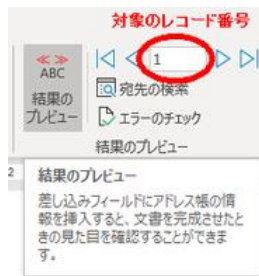 対象のレコード番号
ABC
結果の
プレビュー
1
宛先の検索
エラーのチェック
結果のプレビュー
2
結果のプレビュー
差し込みフィールドにアドレス帳の情
報を挿入すると、文書を完成させたと
きの見た目を確認することができま
す。